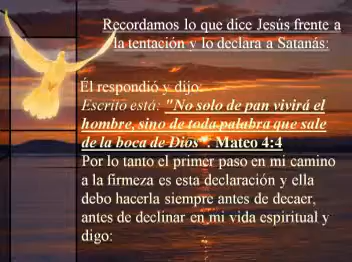 Recordamos lo que dice Jesús frente a
la tentación y lo declara a Satanás:
Él respondió y dijo:
Escrito está: "No solo de pan vivirá el
hombre, sino de toda palabra que sale
de la boca de Dios". Mateo 4:4
Por lo tanto el primer paso en mi camino
a la firmeza es esta declaración y ella
debo hacerla siempre antes de decaer,
antes de declinar en mi vida espiritual y
digo: